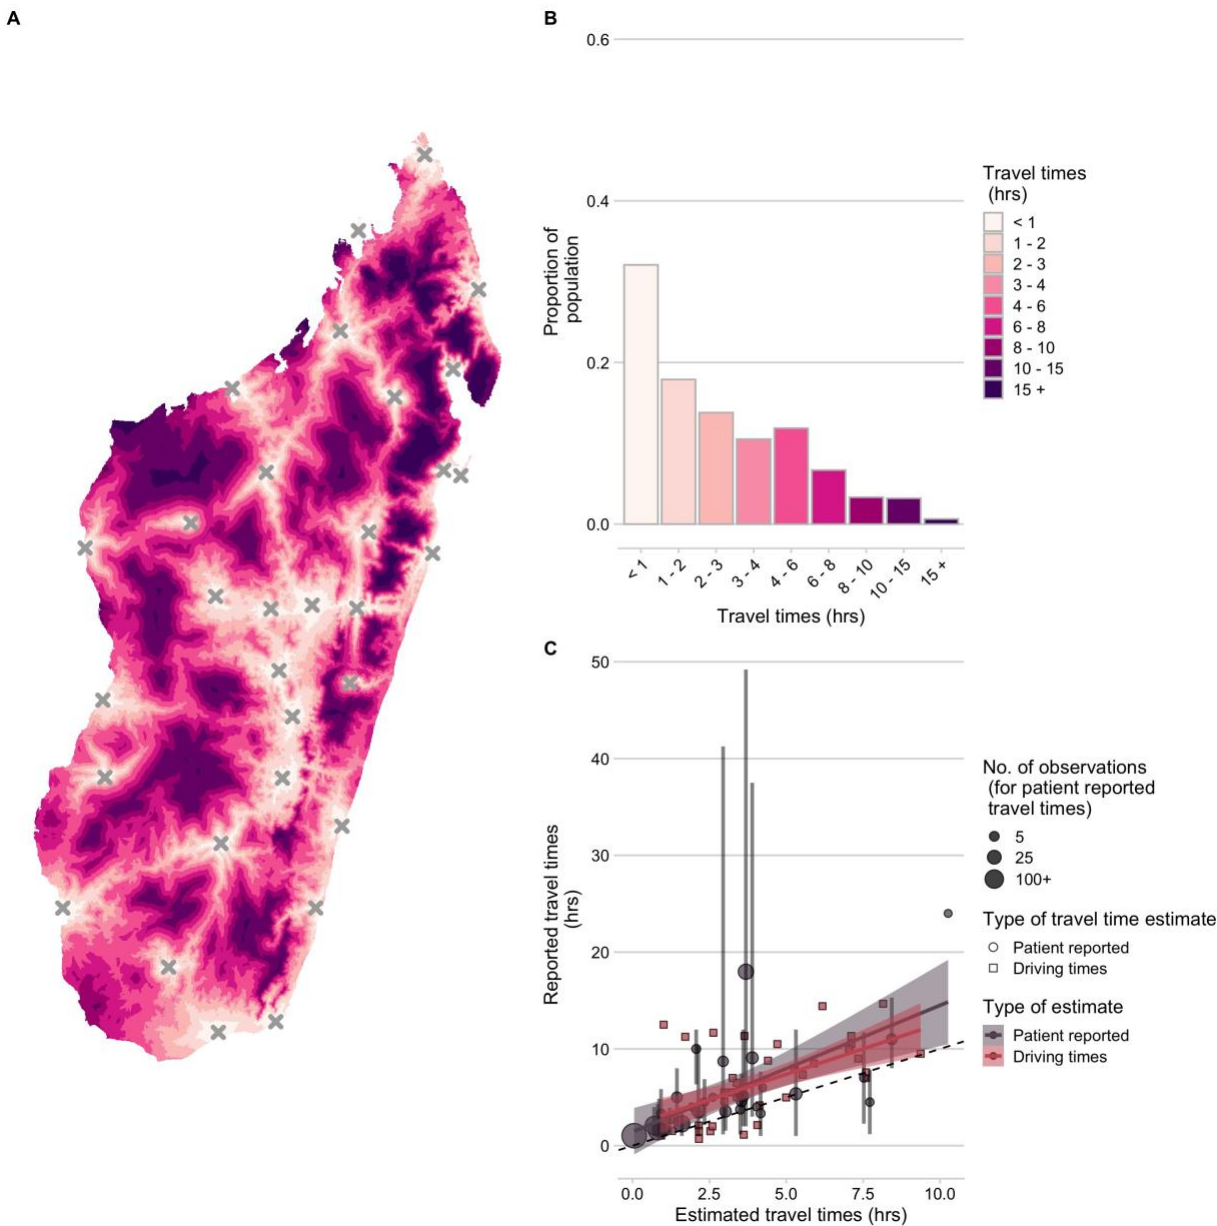 A
B
0.6
0.4
0.2
0.0
Proportion of
population
< 1
1 - 2
2 - 3
3 - 4
4 - 6
6 - 8
8 - 10
10 - 15
15 +
Travel times (hrs)
Travel times
(hrs)
< 1
1 - 2
2 - 3
3 - 4
4 - 6
6 - 8
8 - 10
10 - 15
15 +
C
50
40
30
20
10
0
Reported travel times
(hrs)
0.0
2.5
5.0
7.5
10.0
Estimated travel times (hrs)
No. of observations
(for patient reported
travel times)
5
25
100+
Type of travel time estimate
Patient reported
Driving times
Type of estimate
Patient reported
Driving times